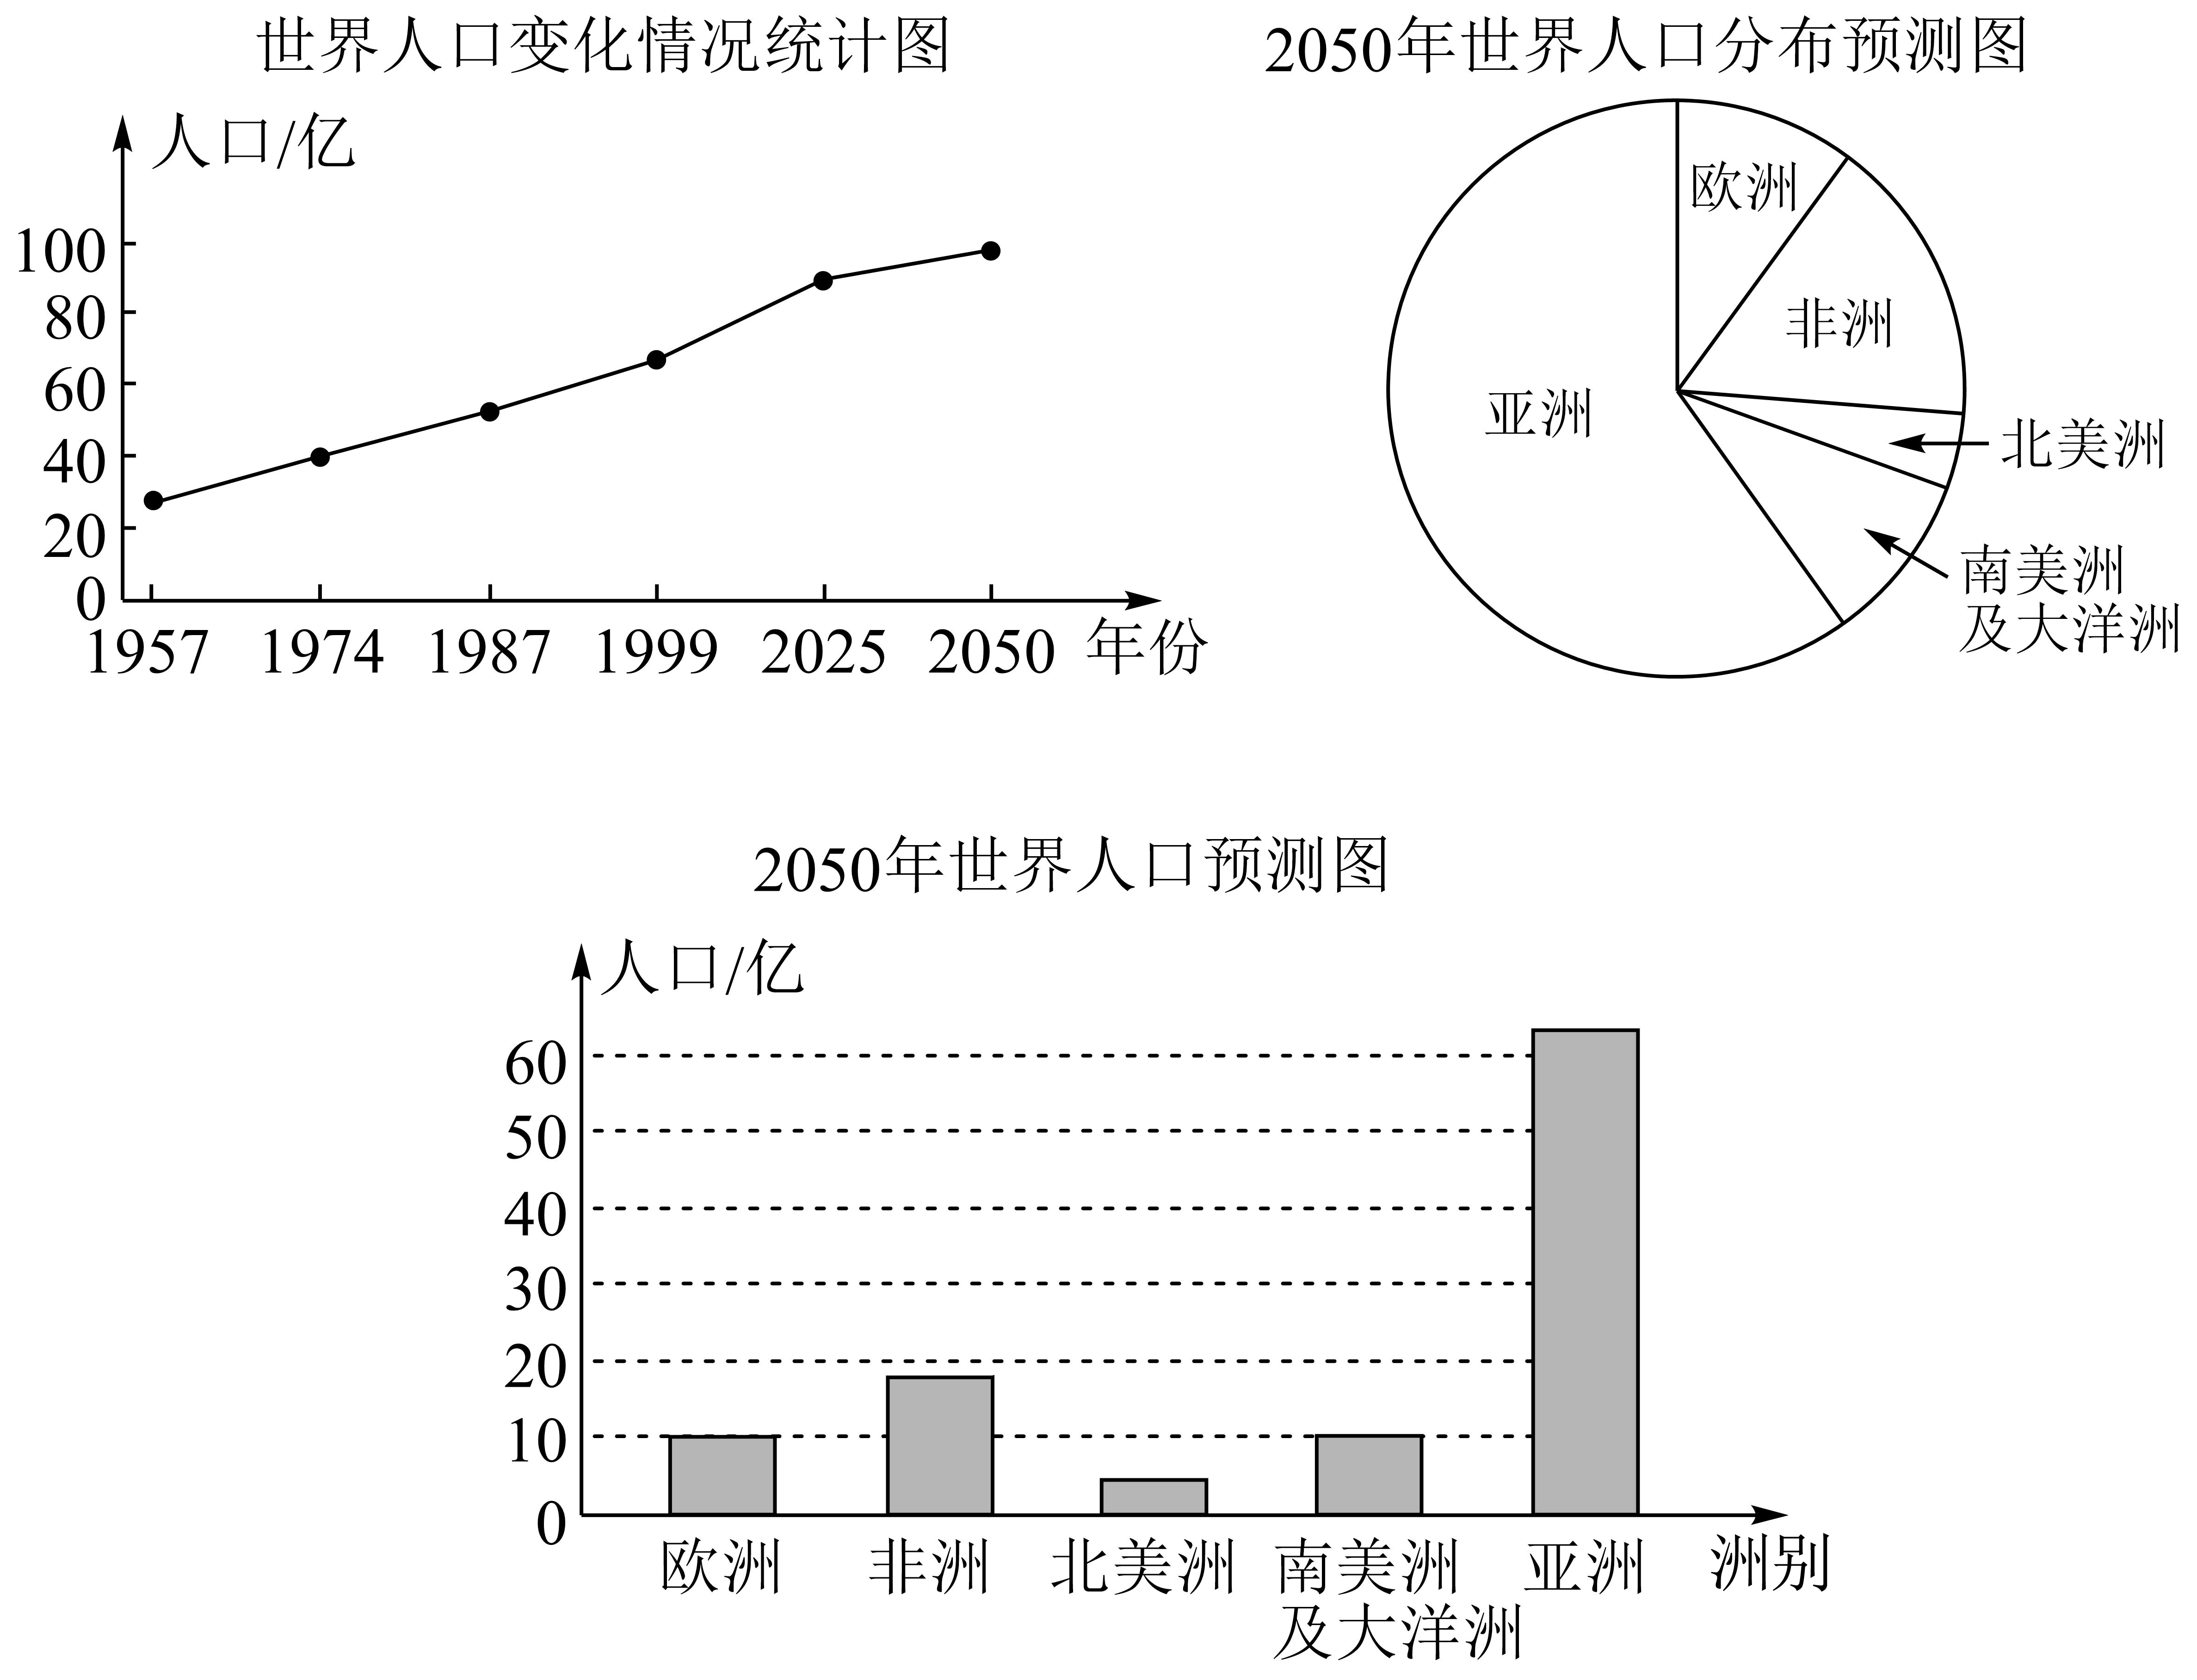 世界人口变化情况统计图
人口/亿
100
80
60
40
20
0
1957 1974 1987 1999 2025 2050 年份
2050年世界人口分布预测图
欧洲
非洲
亚洲
北美洲
南美洲
及大洋洲
2050年世界人口预测图
人口/亿
60
50
40
30
20
10
0
欧洲 非洲 北美洲 南美洲 亚洲 洲别
及大洋洲